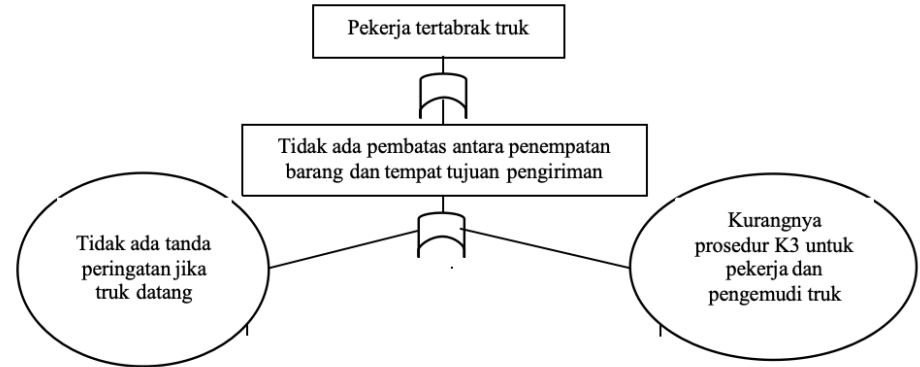 Pekerja tertabrak truk
Tidak ada pembatas antara penempatan
barang dan tempat tujuan pengiriman
Tidak ada tanda
peringatan jika
truk datang
Kurangnya
prosedur K3 untuk
pekerja dan
pengemudi truk